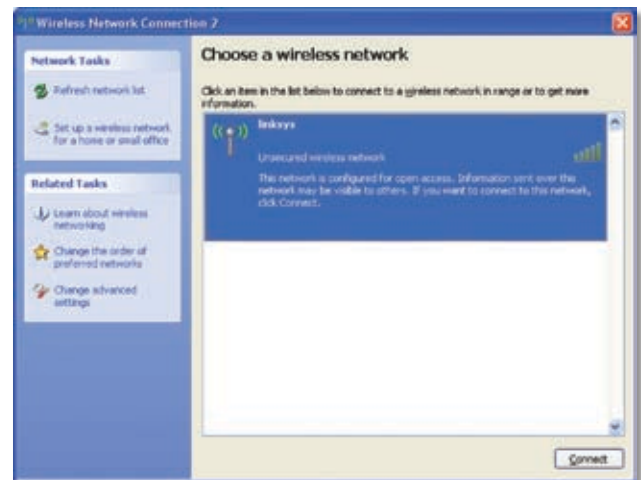 Wireless Network Connection 2
Network Tasks
Refresh network list
Set up a wireless network
for a home or small office
Related Tasks
Learn about wireless
networking
Change the order of
preferred networks
Change advanced
settings
Choose a wireless network
Click an item in the list below to connect to a wireless network in range or to get more
information.
linksys
Unsecured wireless network
This network is configured for open access. Information sent over this
network may be visible to others. If you want to connect to this network,
click Connect.
Connect